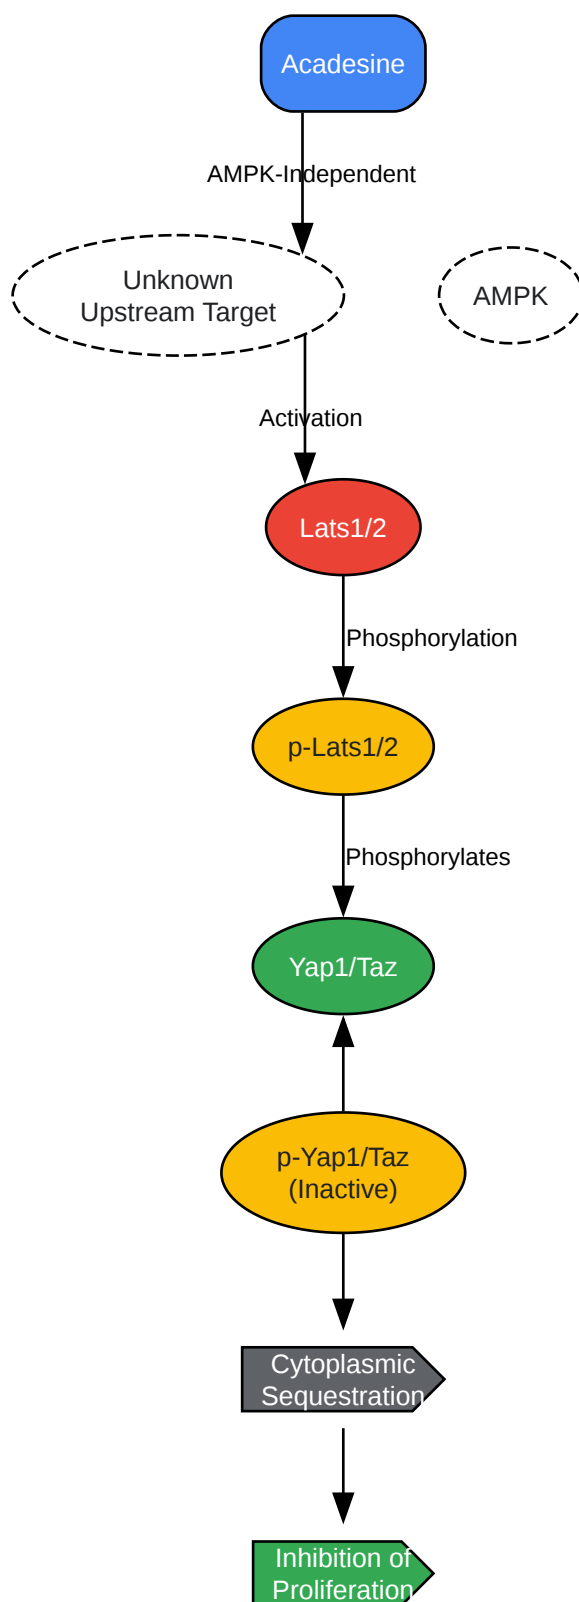 Acadesine
AMPK-Independent
Unknown
Upstream Target
AMPK
Activation
Lats1/2
Phosphorylation
p-Lats1/2
Phosphorylates
Yap1/Taz
p-Yap1/Taz
(Inactive)
Cytoplasmic
Sequestration
Inhibition of
Proliferation